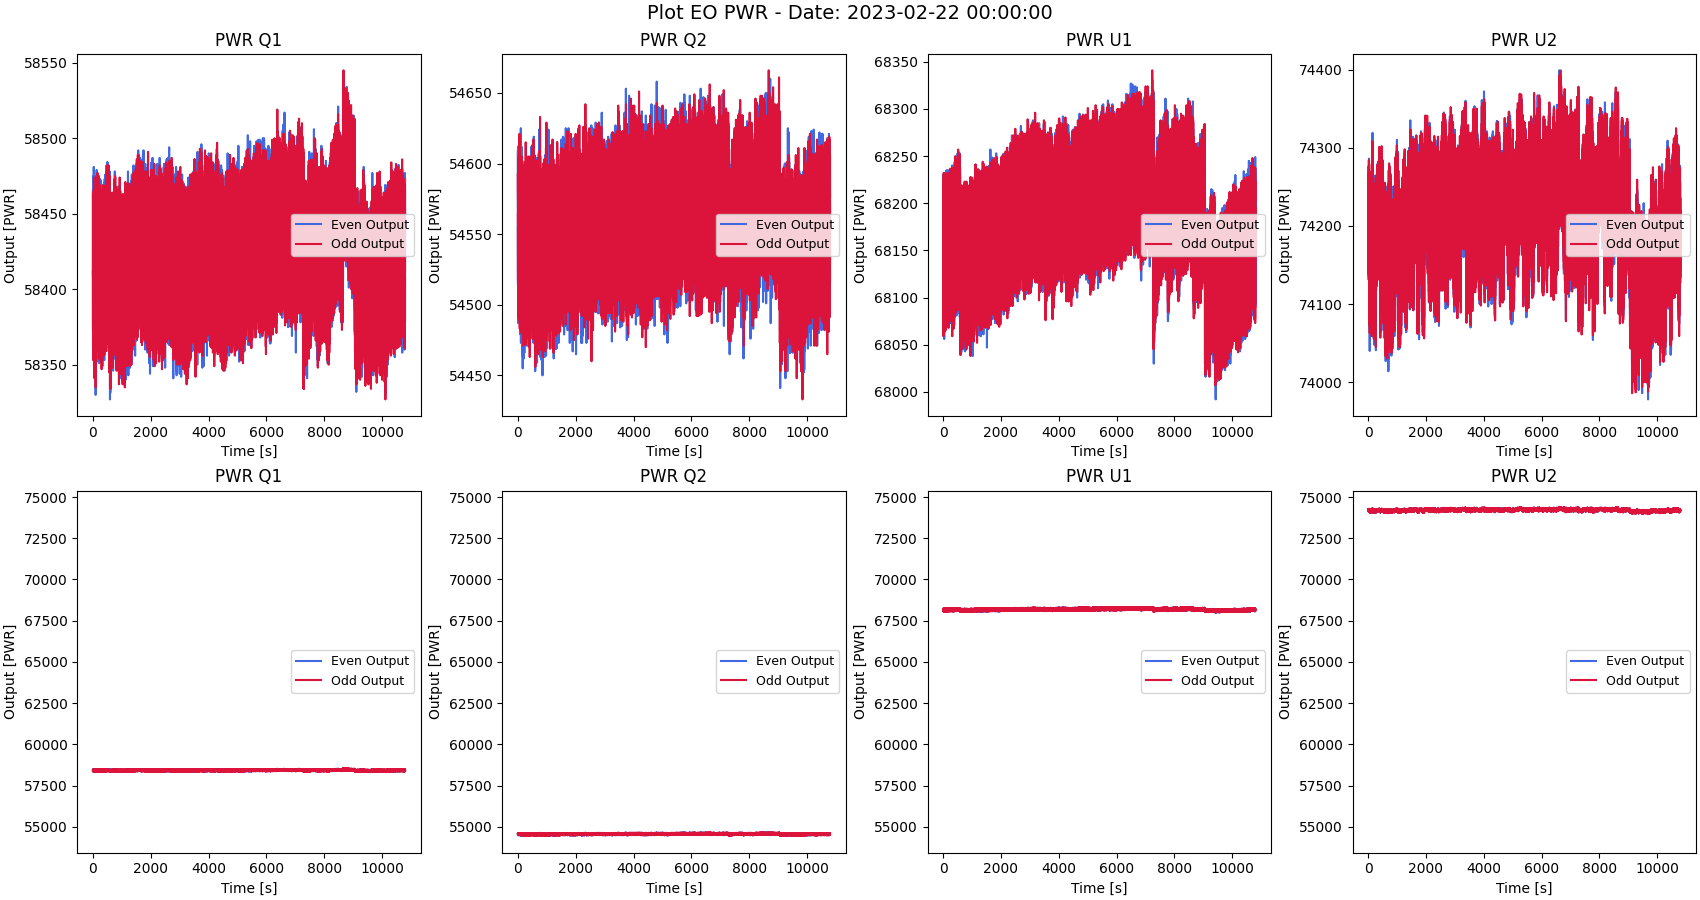 Plot EO PWR - Date: 2023-02-22 00:00:00
PWR Q1
Output [PWR]
58550
58500
58450
58400
58350
0 2000 4000 6000 8000 10000
Time [s]
Even Output
Odd Output
PWR Q2
Output [PWR]
54650
54600
54550
54500
54450
0 2000 4000 6000 8000 10000
Time [s]
Even Output
Odd Output
PWR U1
Output [PWR]
68350
68300
68250
68200
68150
68100
68050
68000
0 2000 4000 6000 8000 10000
Time [s]
Even Output
Odd Output
PWR U2
Output [PWR]
74400
74300
74200
74100
74000
0 2000 4000 6000 8000 10000
Time [s]
Even Output
Odd Output
PWR Q1
Output [PWR]
75000
72500
70000
67500
65000
62500
60000
57500
55000
0 2000 4000 6000 8000 10000
Time [s]
Even Output
Odd Output
PWR Q2
Output [PWR]
75000
72500
70000
67500
65000
62500
60000
57500
55000
0 2000 4000 6000 8000 10000
Time [s]
Even Output
Odd Output
PWR U1
Output [PWR]
75000
72500
70000
67500
65000
62500
60000
57500
55000
0 2000 4000 6000 8000 10000
Time [s]
Even Output
Odd Output
PWR U2
Output [PWR]
75000
72500
70000
67500
65000
62500
60000
57500
55000
0 2000 4000 6000 8000 10000
Time [s]
Even Output
Odd Output